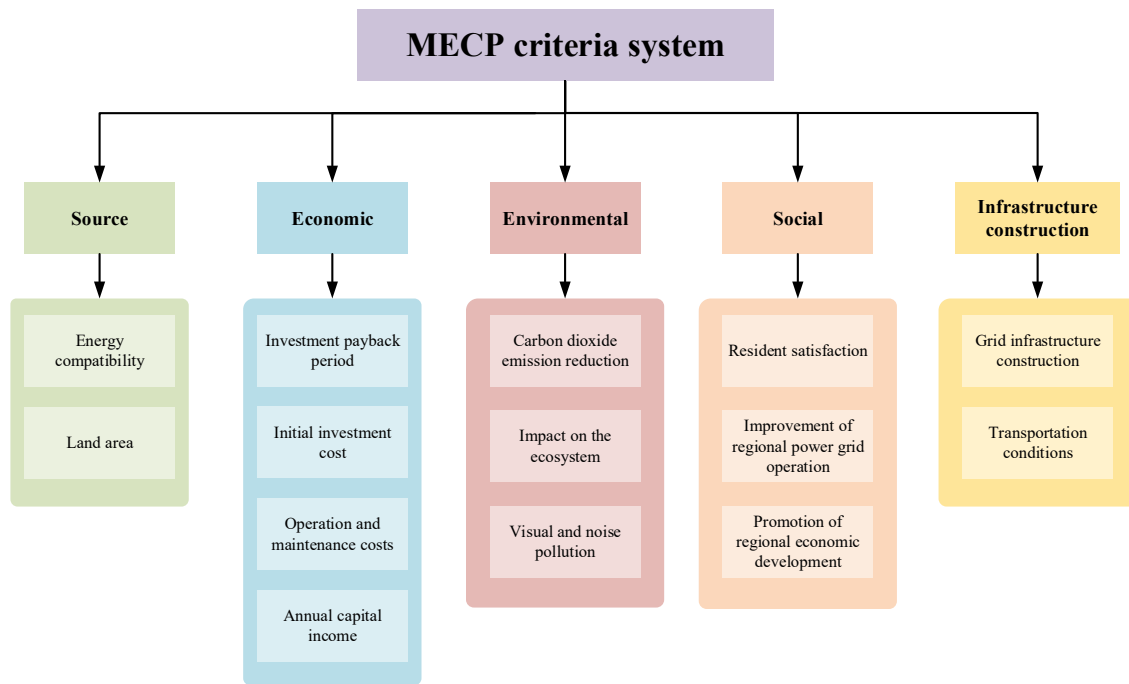 MECP criteria system
Source
Economic
Environmental
Social
Infrastructure
construction
Energy
compatibility
Land area
Investment payback
period
Initial investment
cost
Operation and
maintenance costs
Annual capital
income
Carbon dioxide
emission reduction
Impact on the
ecosystem
Visual and noise
pollution
Resident satisfaction
Improvement of
regional power grid
operation
Promotion of
regional economic
development
Grid infrastructure
construction
Transportation
conditions